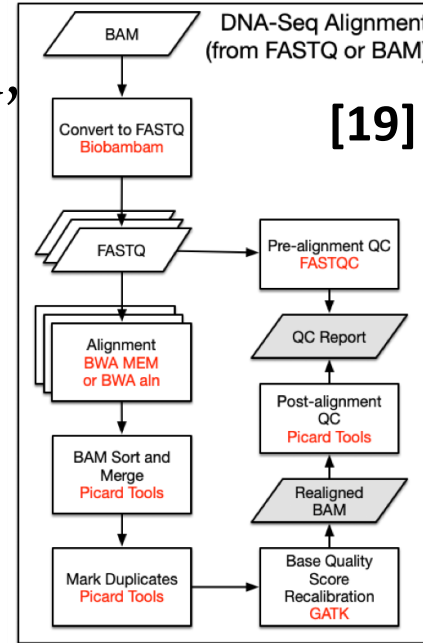 DNA-Seq Alignment
(from FASTQ or BAM)
[19]
BAM
Convert to FASTQ
Biobambam
FASTQ
Pre-alignment QC
FASTQC
Alignment
BWA MEM
or BWA aln
QC Report
BAM Sort and
Merge
Picard Tools
Post-alignment
QC
Picard Tools
Realigned
BAM
Mark Duplicates
Picard Tools
Base Quality
Score
Recalibration
GATK